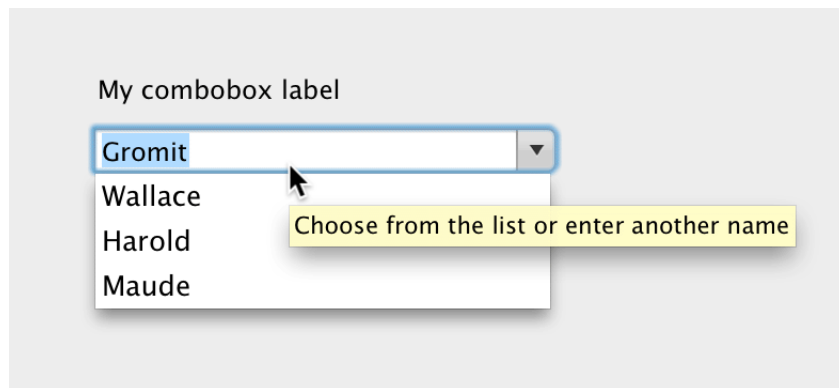 My combobox label
Gromit
Wallace
Choose from the list or enter another name
Harold
Maude